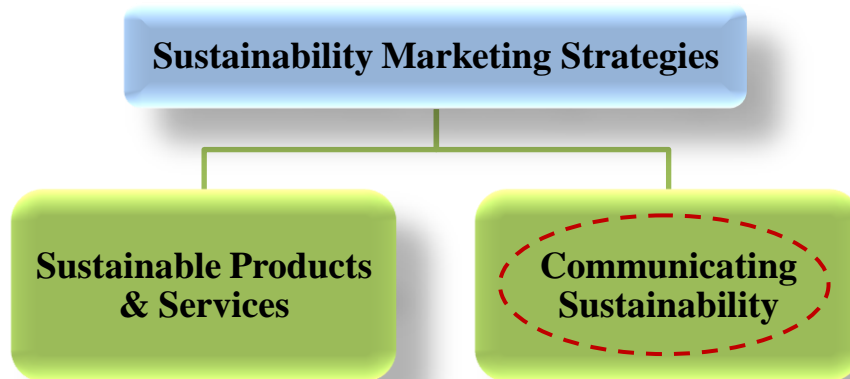 Sustainability Marketing Strategies
Sustainable Products
& Services
Communicating
Sustainability